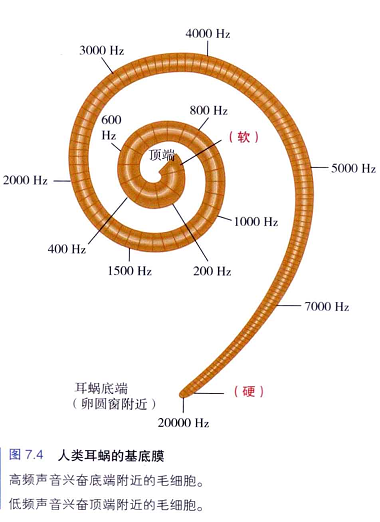 4000 Hz
3000 Hz
800 Hz
600
Hz
(软)
顶端
5000 Hz
2000 Hz
1000 Hz
400 Hz
1500 Hz
200 Hz
7000 Hz
耳蜗底端
(卵圆窗附近)
(硬)
20000 Hz
图 7.4 人类耳蜗的基底膜
高频声音兴奋底端附近的毛细胞。
低频声音兴奋顶端附近的毛细胞。